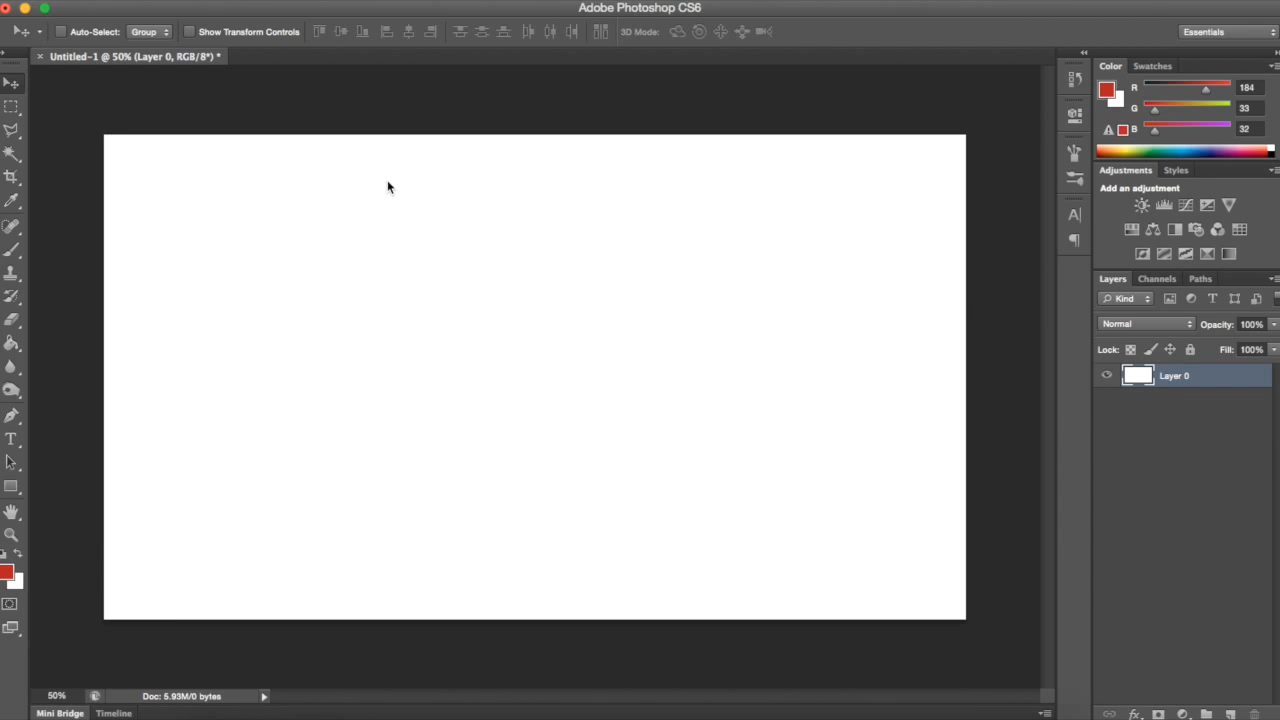 Adobe Photoshop CS6
Auto-Select: Group Show Transform Controls 3D Mode: Essentials
Untitled-1 @ 50% (Layer 0, RGB/8*) *
Color Swatches
R 184
G 33
B 32
Adjustments Styles
Add an adjustment
Layers Channels Paths
Kind
Normal Opacity: 100%
Lock: Fill: 100%
Layer 0
50% Doc: 5.93M/0 bytes
Mini Bridge Timeline